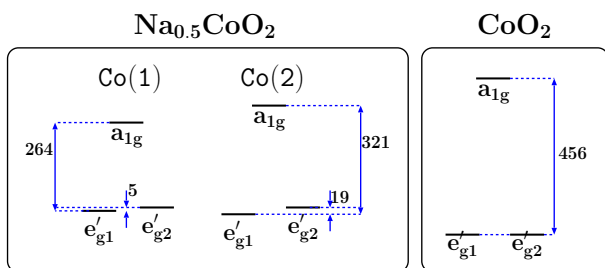 Na₀.₅CoO₂ CoO₂
Co(1) Co(2)
a₁g
a₁g
a₁g
264
321
456
5
19
e′g1 e′g2 e′g1 e′g2 e′g1 e′g2